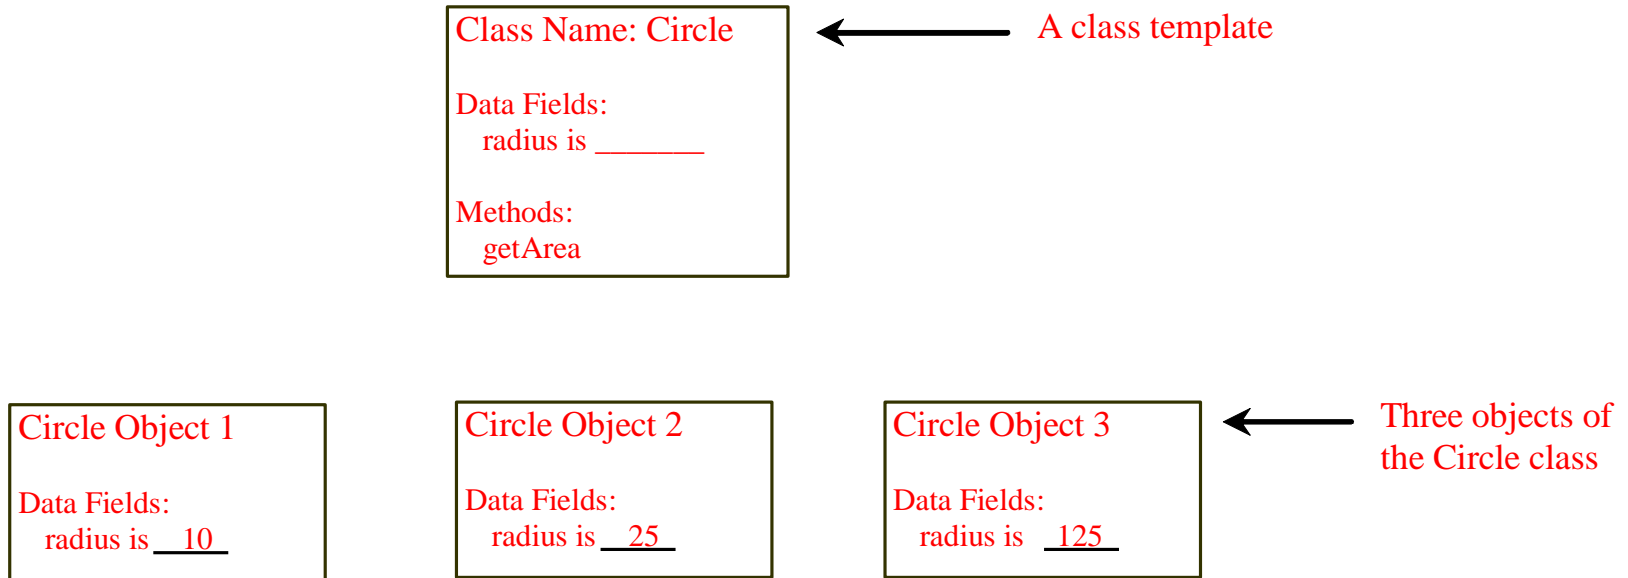 Class Name: Circle
A class template
Data Fields:
radius is _______
Methods:
getArea
Circle Object 1
Data Fields:
radius is 10
Circle Object 2
Data Fields:
radius is 25
Circle Object 3
Data Fields:
radius is 125
Three objects of
the Circle class